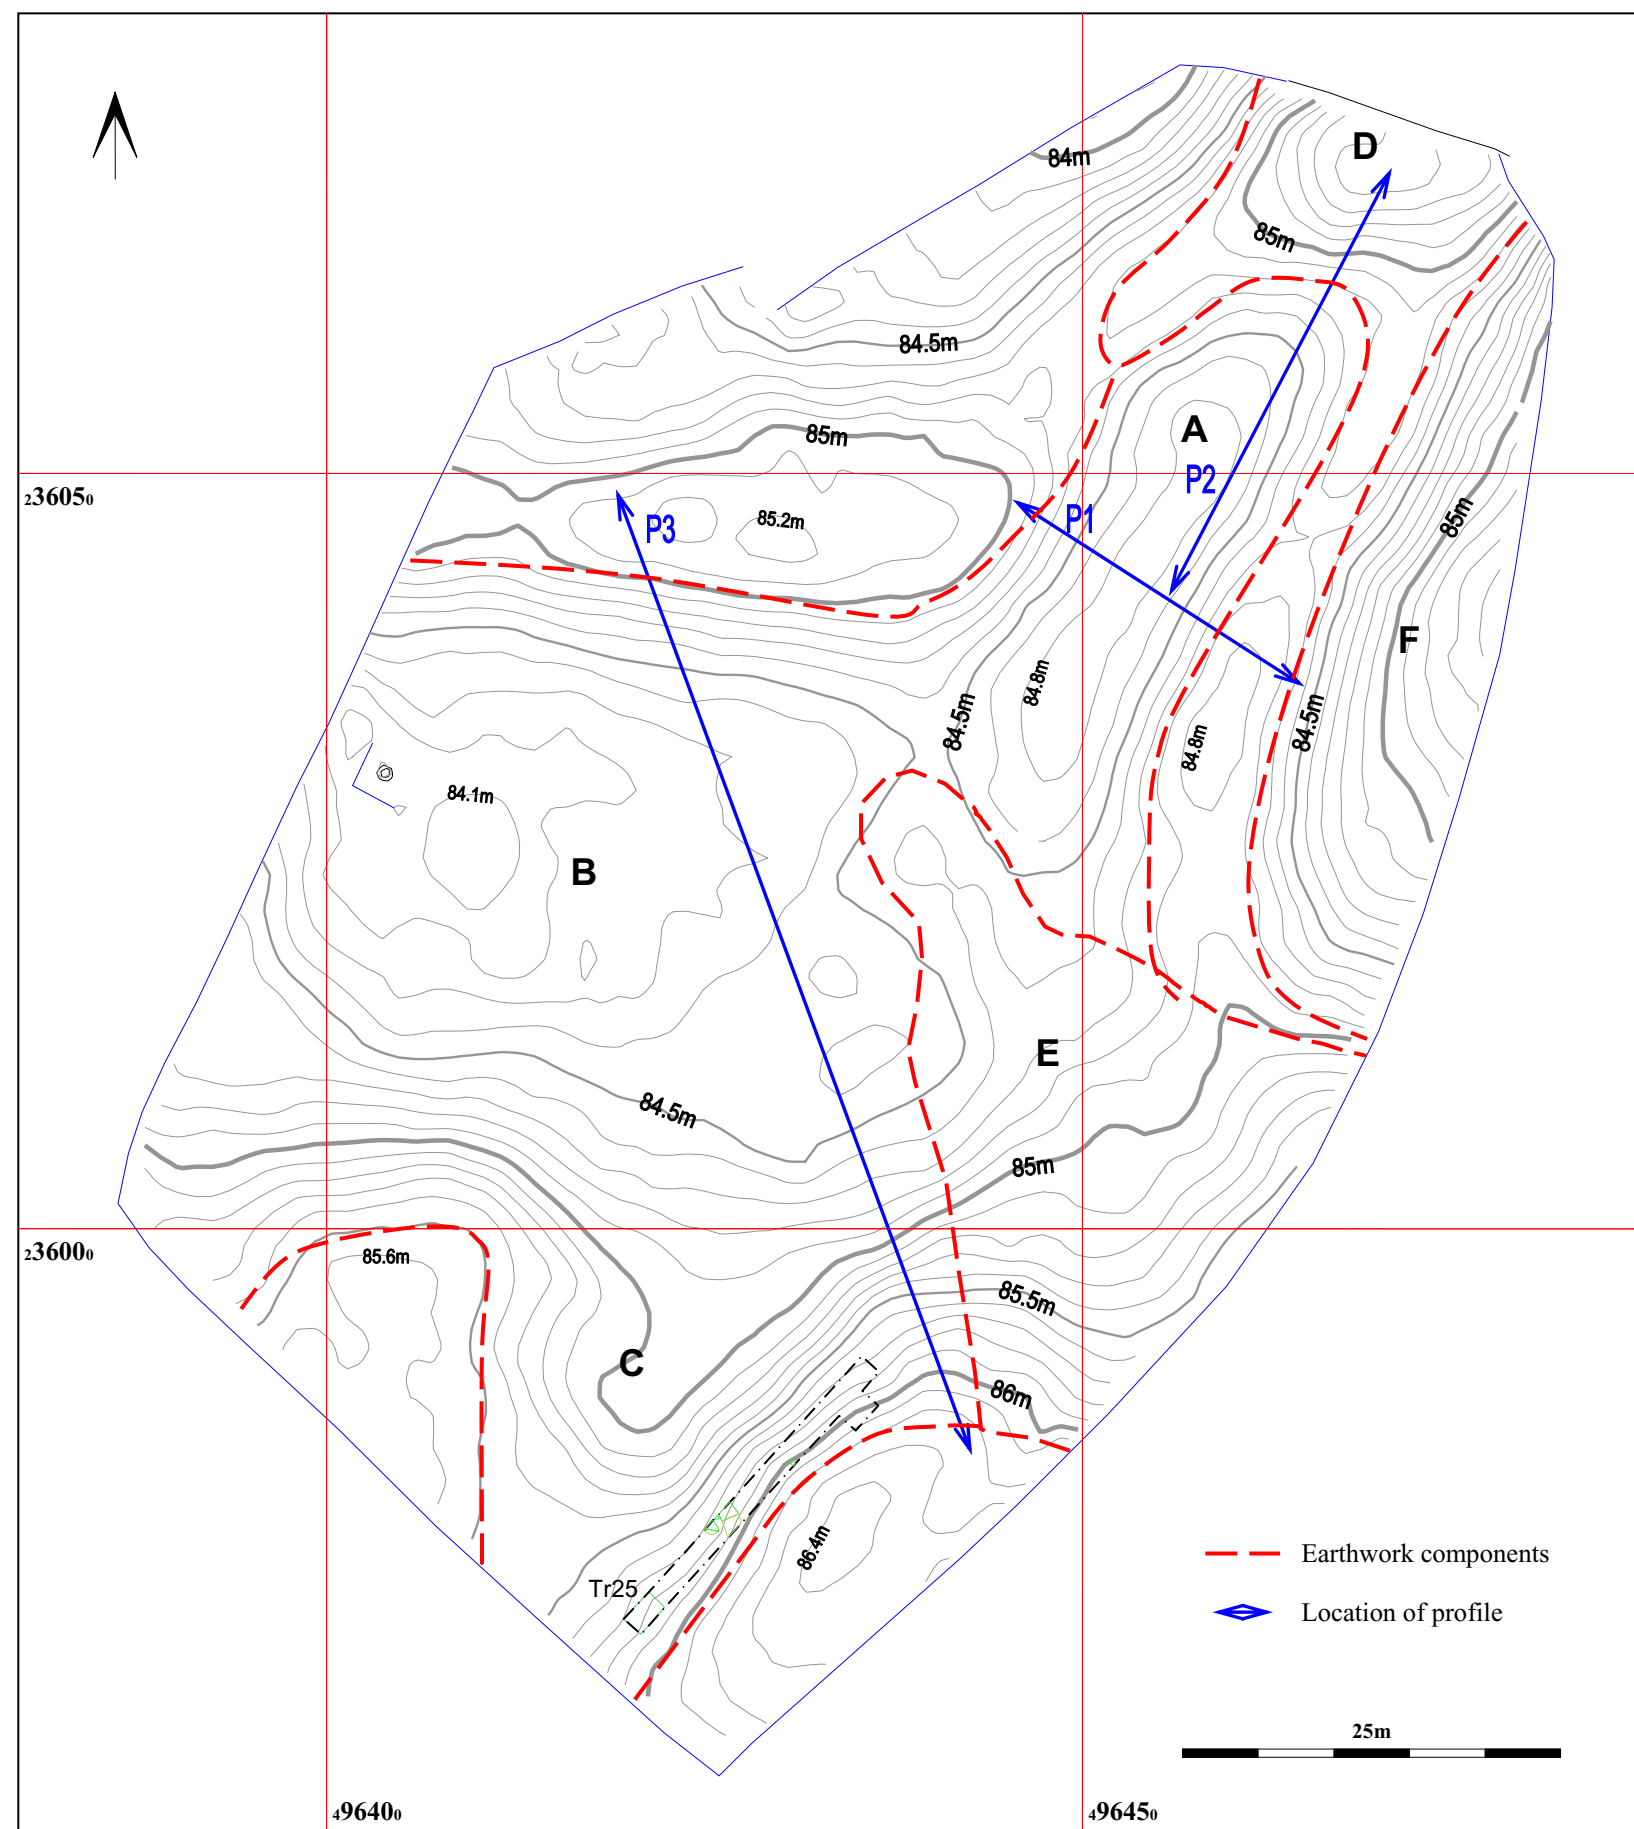 D
84m
85m
84.5m
85m
A
P2
236050
P3
85.2m
P1
85m
F
84.8m
84.5m
84.8m
84.5m
84.1m
B
E
84.5m
85m
236000
85.6m
85.5m
C
86m
86.4m
Tr25
Earthwork components
Location of profile
25m
496400
496450